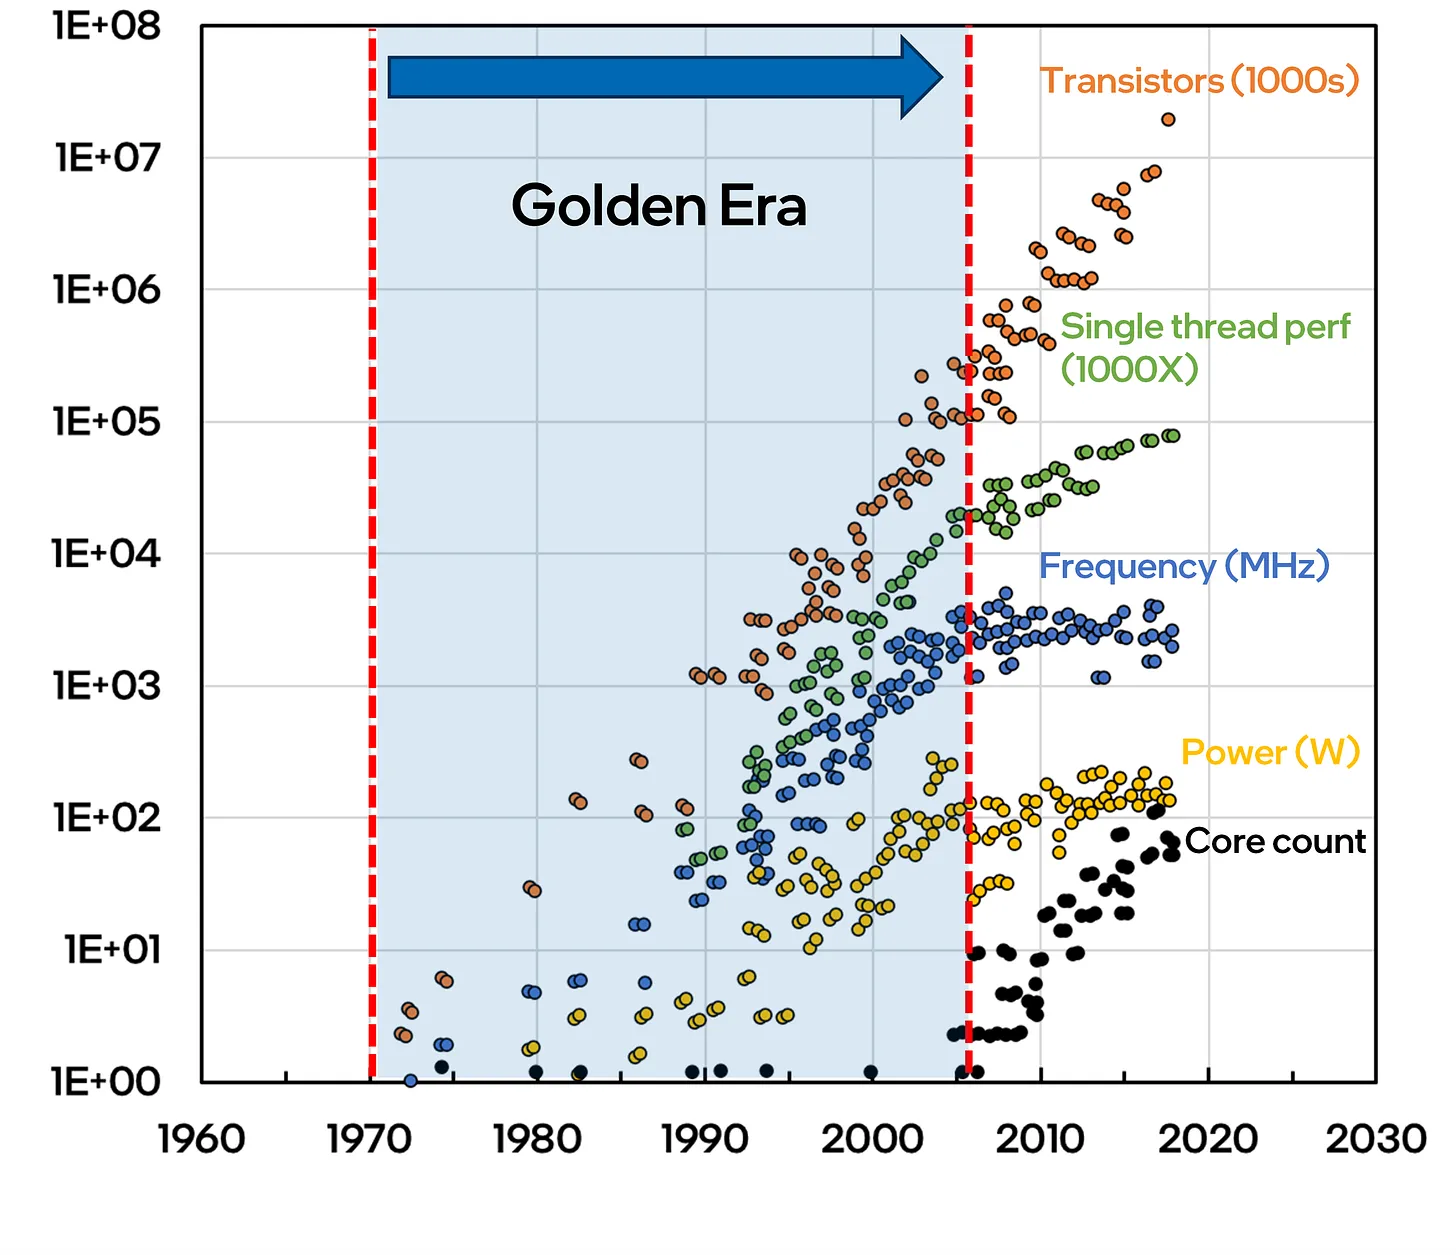 1E+08
Transistors (1000s)
1E+07
Golden Era
1E+06
Single thread perf
(1000X)
1E+05
1E+04
Frequency (MHz)
1E+03
Power (W)
1E+02
Core count
1E+01
1E+00
1960 1970 1980 1990 2000 2010 2020 2030